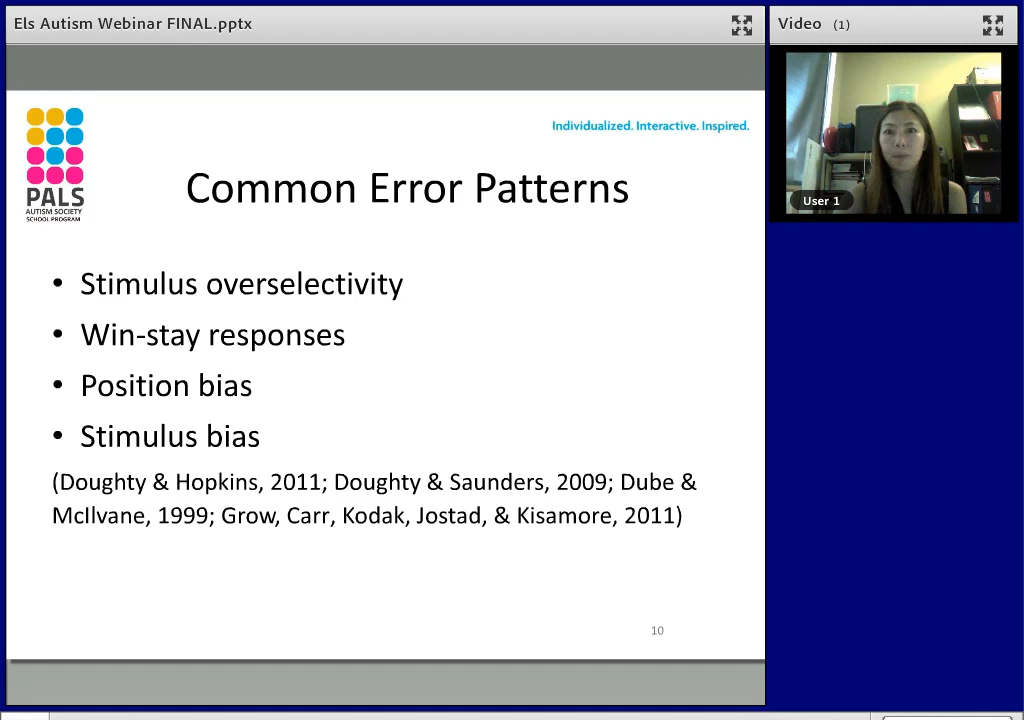 Els Autism Webinar FINAL.pptx
Video (1)
User 1
PALS
AUTISM SOCIETY
SCHOOL PROGRAM
Individualized. Interactive. Inspired.
Common Error Patterns
• Stimulus overselectivity
• Win-stay responses
• Position bias
• Stimulus bias
(Doughty & Hopkins, 2011; Doughty & Saunders, 2009; Dube &
McIlvane, 1999; Grow, Carr, Kodak, Jostad, & Kisamore, 2011)
10